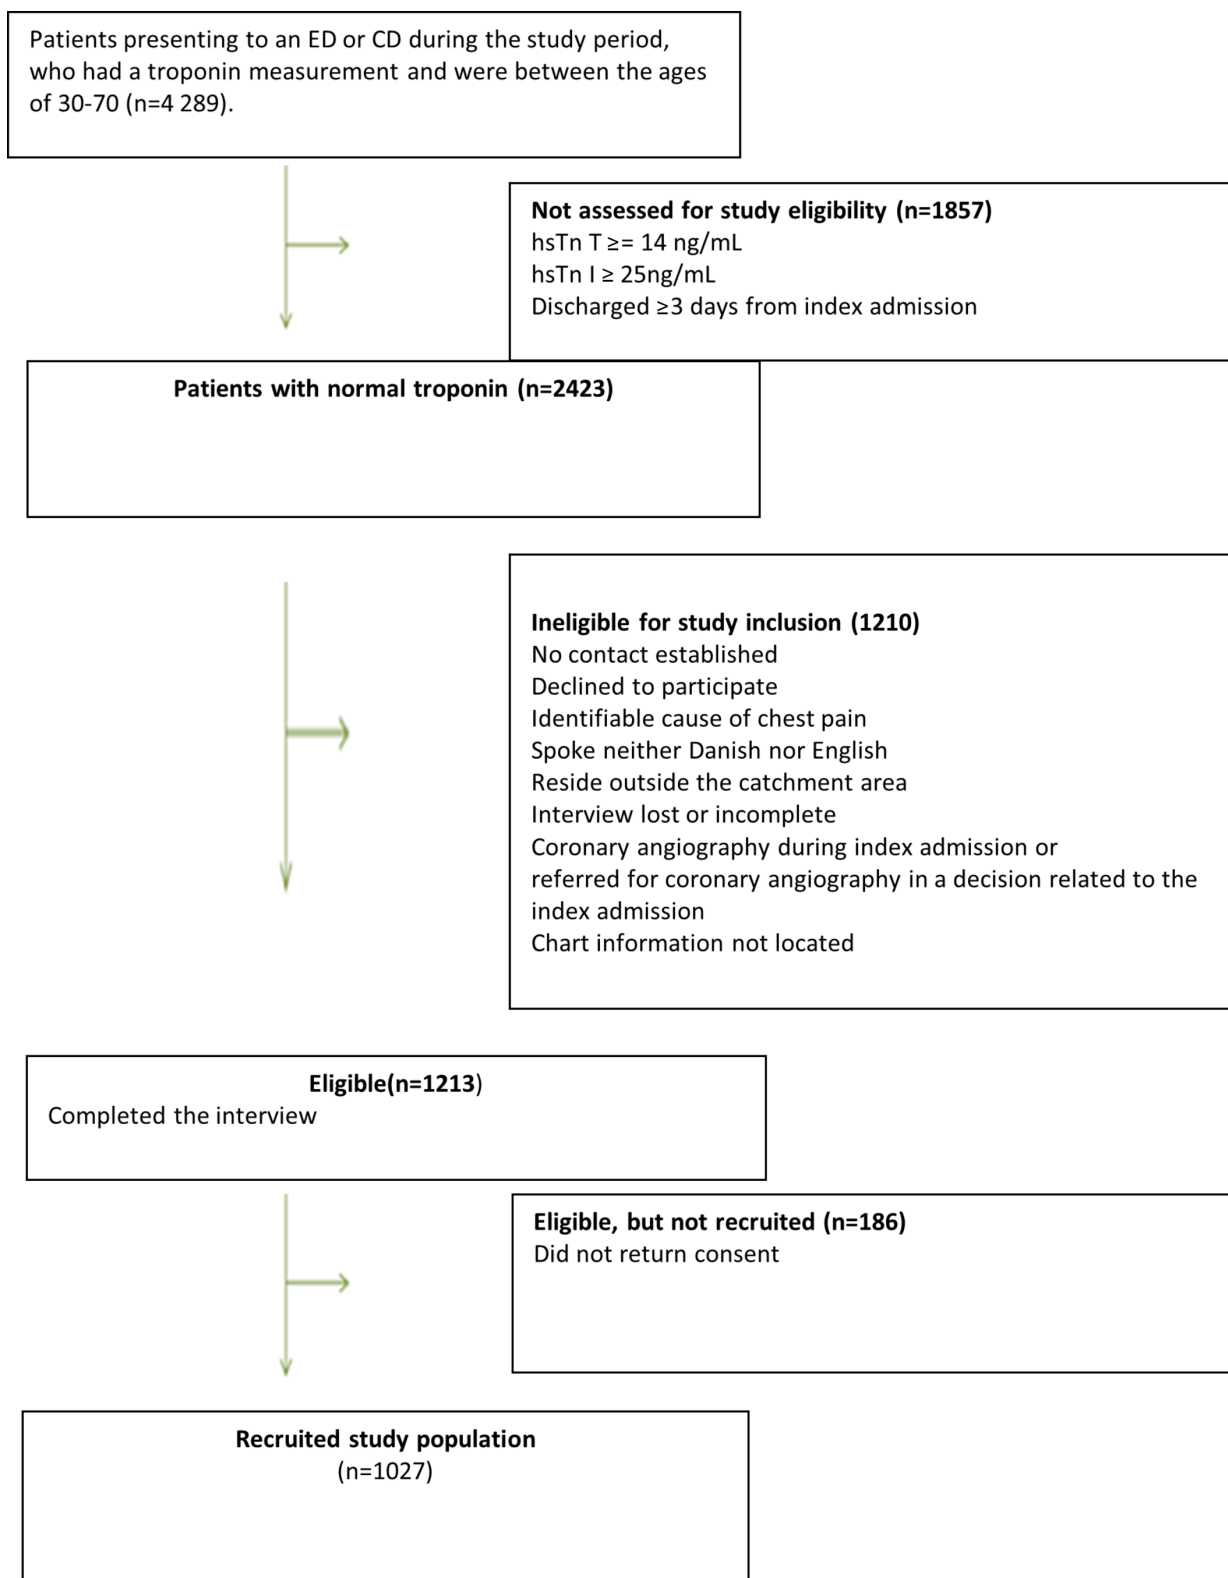 Patients presenting to an ED or CD during the study period,
who had a troponin measurement and were between the ages
of 30-70 (n=4 289).
Not assessed for study eligibility (n=1857)
hsTn T ≥= 14 ng/mL
hsTn I ≥ 25ng/mL
Discharged ≥3 days from index admission
Patients with normal troponin (n=2423)
Ineligible for study inclusion (1210)
No contact established
Declined to participate
Identifiable cause of chest pain
Spoke neither Danish nor English
Reside outside the catchment area
Interview lost or incomplete
Coronary angiography during index admission or
referred for coronary angiography in a decision related to the
index admission
Chart information not located
Eligible(n=1213)
Completed the interview
Eligible, but not recruited (n=186)
Did not return consent
Recruited study population
(n=1027)